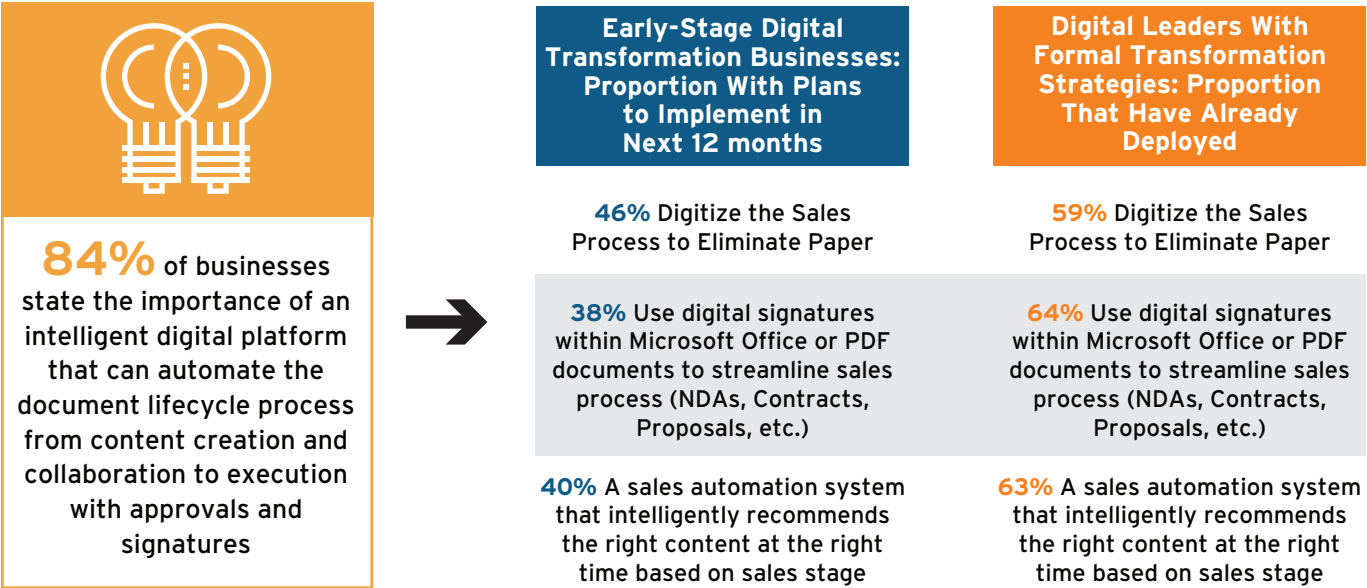 84% of businesses
state the importance of an
intelligent digital platform
that can automate the
document lifecycle process
from content creation and
collaboration to execution
with approvals and
signatures
Early-Stage Digital
Transformation Businesses:
Proportion With Plans
to Implement in
Next 12 months
46% Digitize the Sales
Process to Eliminate Paper
38% Use digital signatures
within Microsoft Office or PDF
documents to streamline sales
process (NDAs, Contracts,
Proposals, etc.)
40% A sales automation system
that intelligently recommends
the right content at the right
time based on sales stage
Digital Leaders With
Formal Transformation
Strategies: Proportion
That Have Already
Deployed
59% Digitize the Sales
Process to Eliminate Paper
64% Use digital signatures
within Microsoft Office or PDF
documents to streamline sales
process (NDAs, Contracts,
Proposals, etc.)
63% A sales automation system
that intelligently recommends
the right content at the right
time based on sales stage